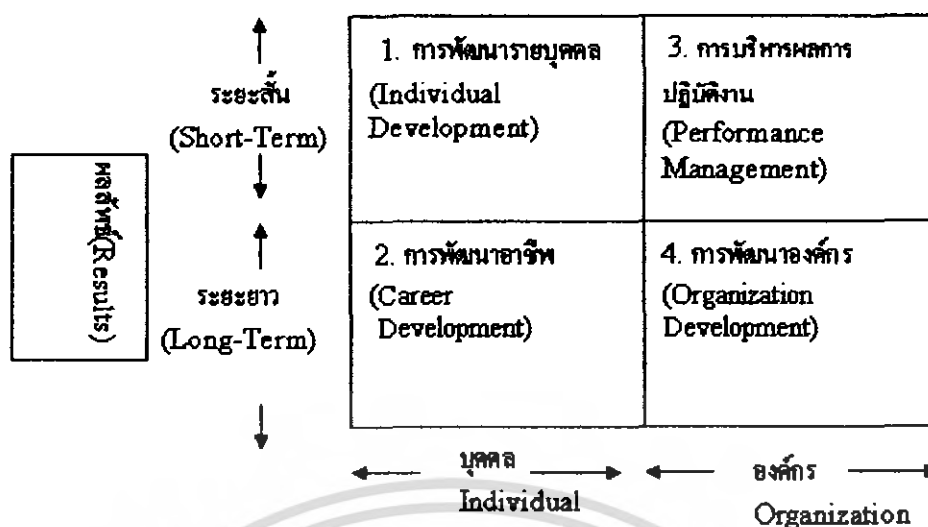 1. การพัฒนารายบุคคล
(Individual
Development)
3. การบริหารผลการ
ปฏิบัติงาน
(Performance
Management)
ระยะสั้น
(Short-Term)
ผลลัพธ์(Results)
2. การพัฒนาอาชีพ
(Career
Development)
4. การพัฒนาองค์กร
(Organization
Development)
ระยะยาว
(Long-Term)
บุคคล
Individual
องค์กร
Organization